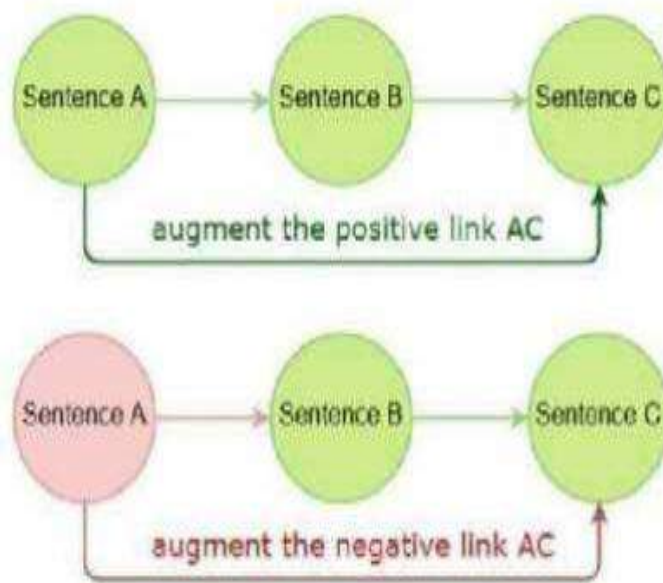 Sentence A Sentence B Sentence C
augment the positive link AC
Sentence A Sentence B Sentence C
augment the negative link AC